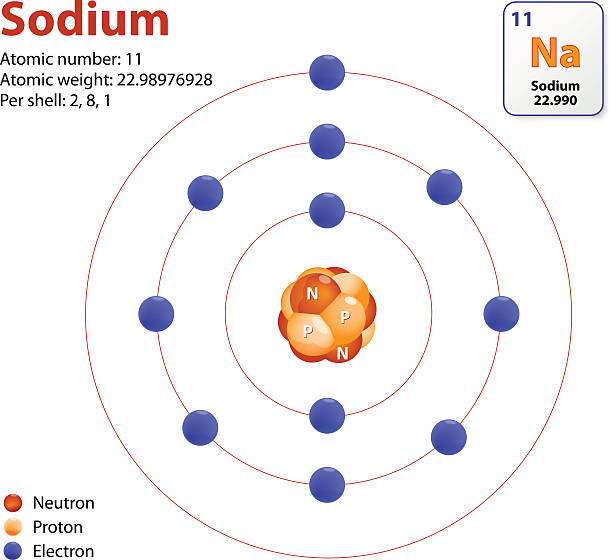 Sodium
Atomic number: 11
Atomic weight: 22.98976928
Per shell: 2, 8, 1
11
Na
Sodium
22.990
N
P
P
N
Neutron
Proton
Electron